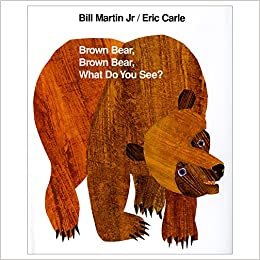 Bill Martin Jr / Eric Carle
Brown Bear,
Brown Bear,
What Do You See?